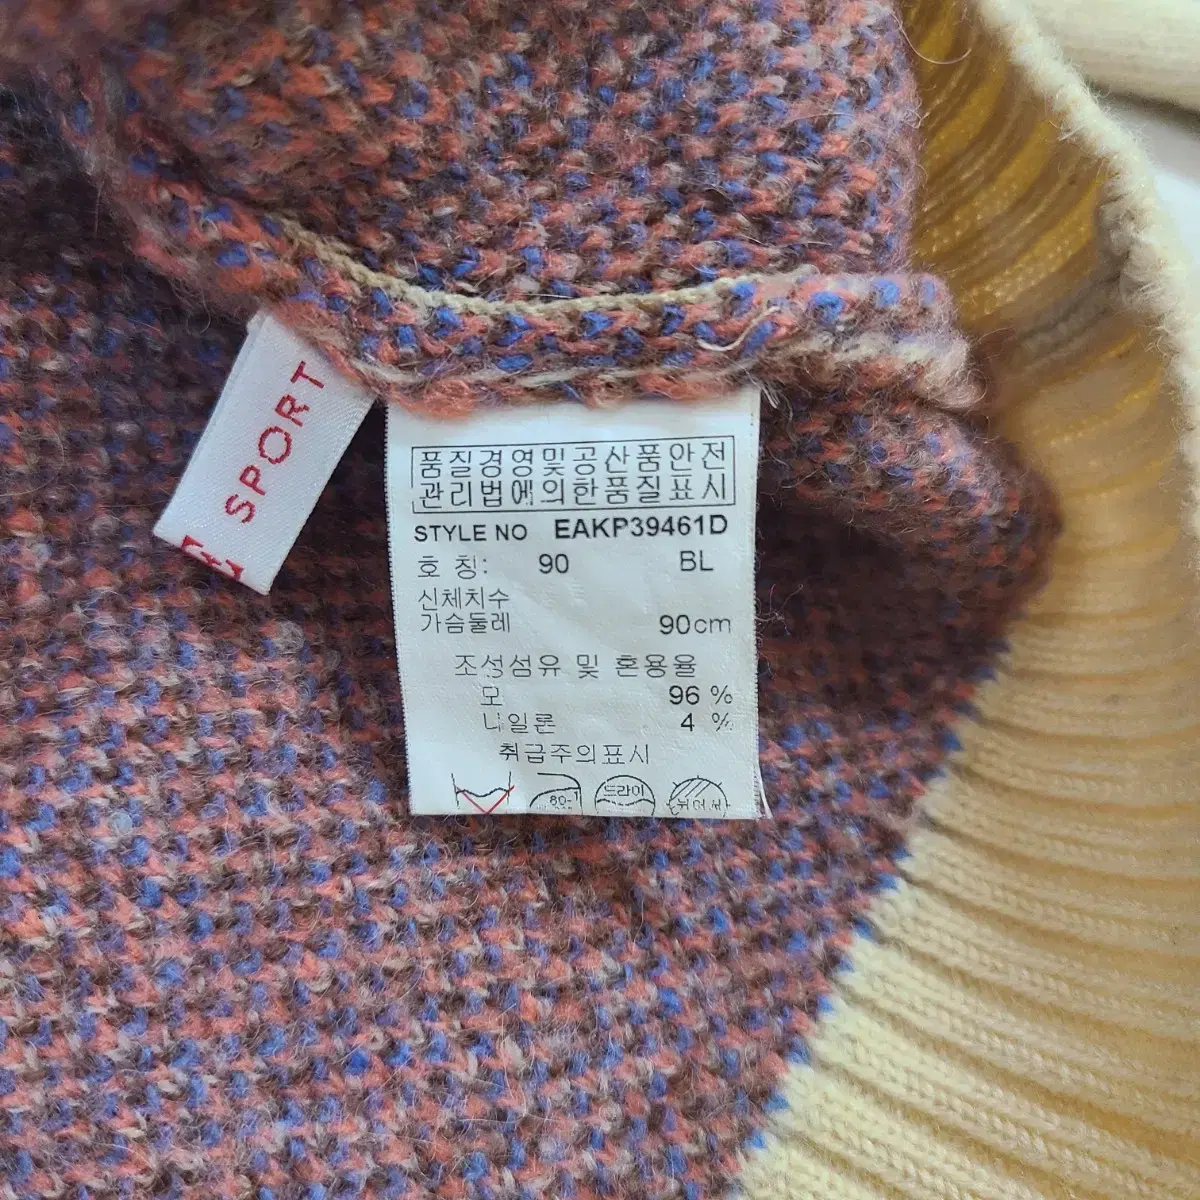 SPORT
품질경영및공산품안전
관리법에의한품질표시
STYLE NO EAKP39461D
호 칭: 90 BL
신체치수
가슴둘레 90cm
조성섬유 및 혼용율
모 96 %
나일론 4 %
취급주의표시
드라이